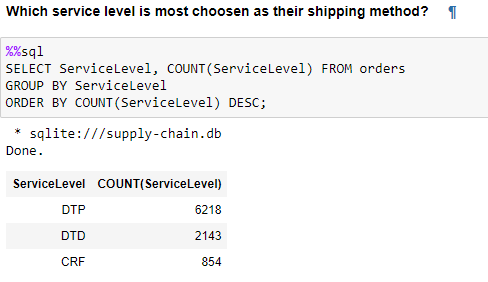 Which service level is most choosen as their shipping method? ¶
%%sql
SELECT ServiceLevel, COUNT(ServiceLevel) FROM orders
GROUP BY ServiceLevel
ORDER BY COUNT(ServiceLevel) DESC;
* sqlite:///supply-chain.db
Done.
ServiceLevel COUNT(ServiceLevel)
DTP 6218
DTD 2143
CRF 854